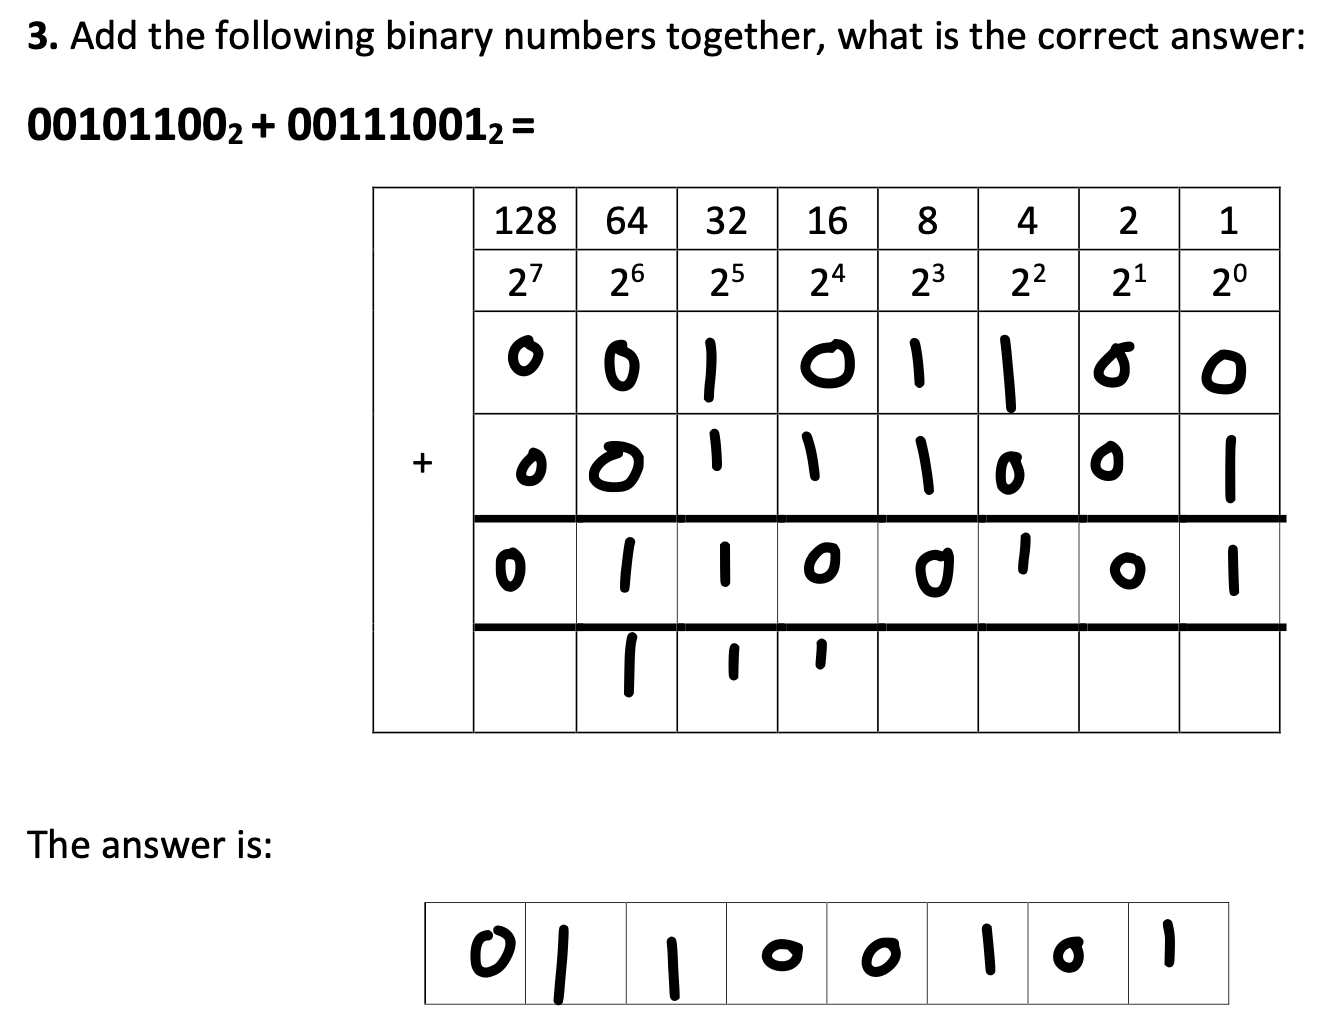 3. Add the following binary numbers together, what is the correct answer:
00101100₂ + 00111001₂ =
128 64 32 16 8 4 2 1
2⁷ 2⁶ 2⁵ 2⁴ 2³ 2² 2¹ 2⁰
0 0 1 0 1 1 0 0
+ 0 0 1 1 1 0 0 1
0 1 1 0 0 1 0 1
1 1 1
The answer is:
0 1 1 0 0 1 0 1